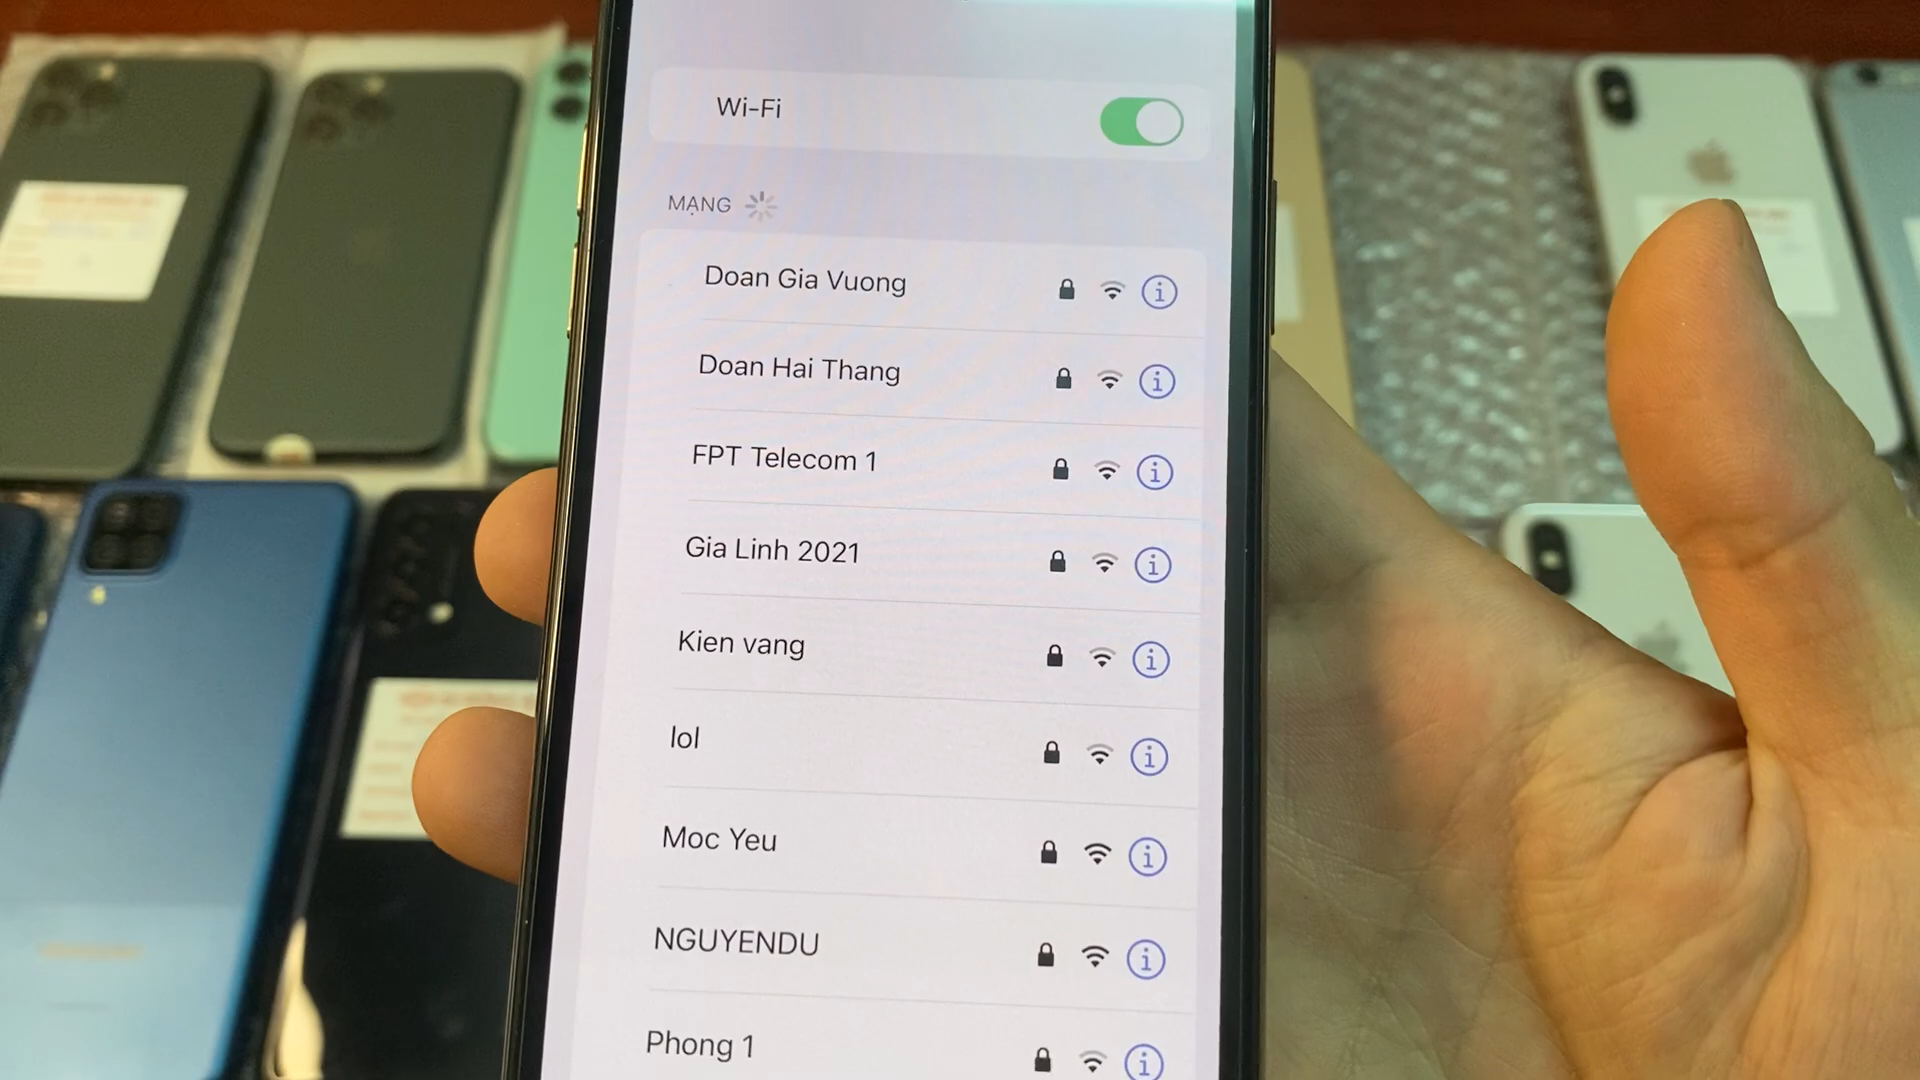 Wi-Fi
MẠNG
Doan Gia Vuong
Doan Hai Thang
FPT Telecom 1
Gia Linh 2021
Kien vang
lol
Moc Yeu
NGUYENDU
Phong 1